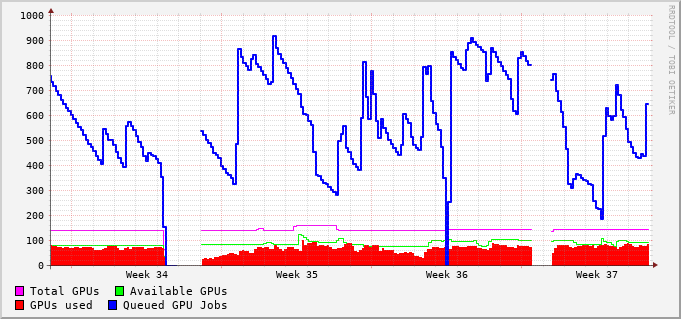 1000
900
800
700
600
500
400
300
200
100
0
Week 34 Week 35 Week 36 Week 37
RRDTOOL / TOBI OETIKER
Total GPUs Available GPUs
GPUs used Queued GPU Jobs